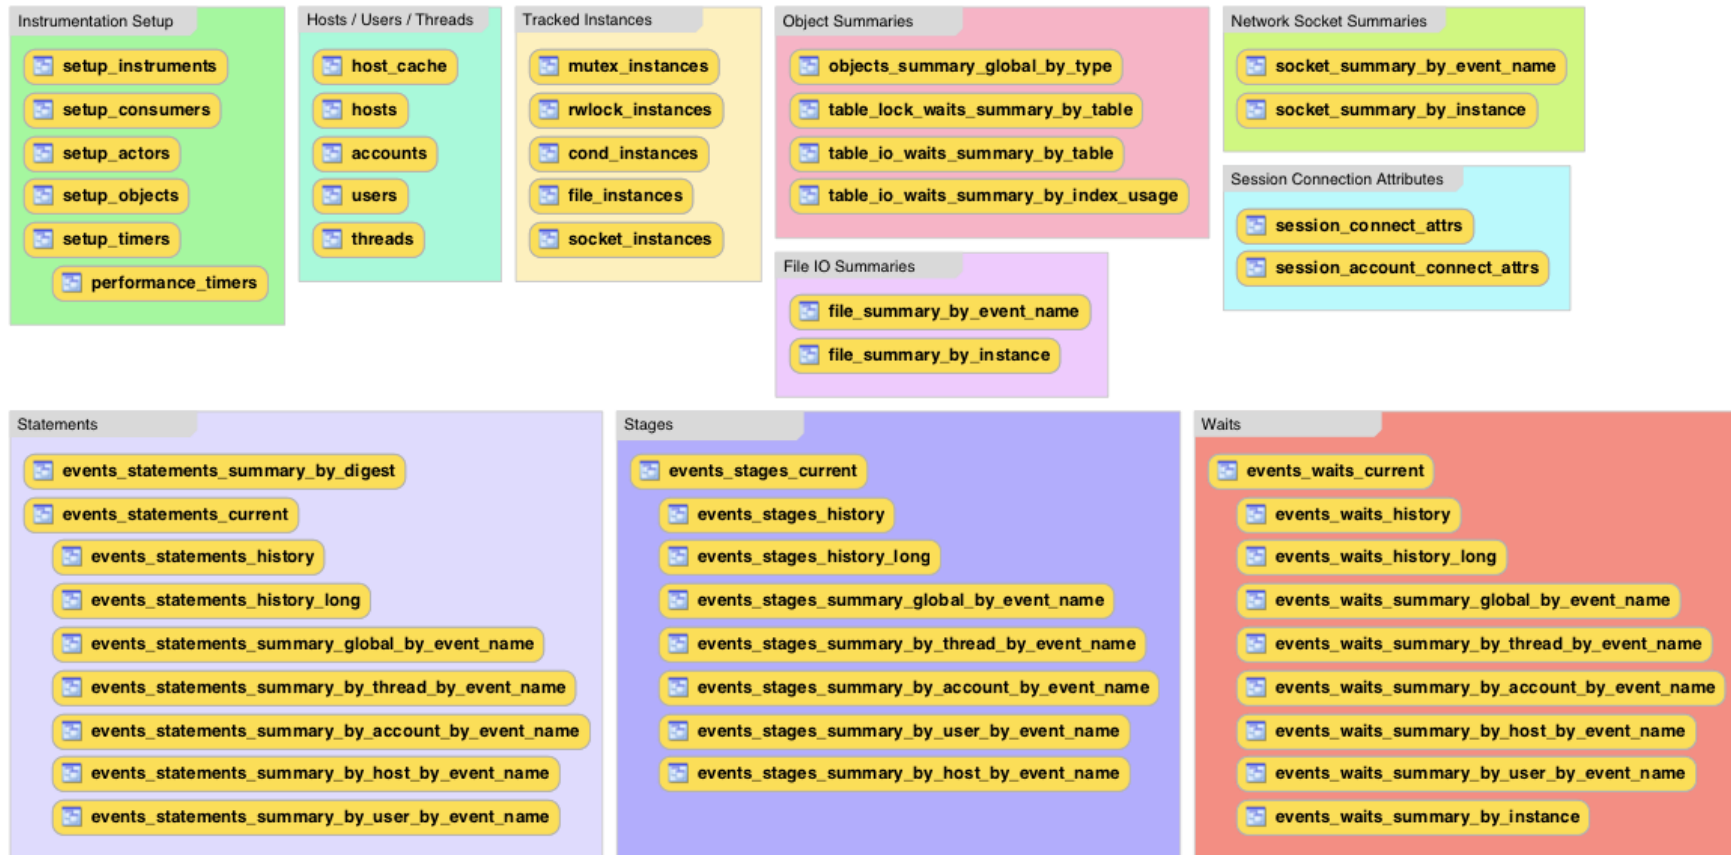 Instrumentation Setup
setup_instruments
setup_consumers
setup_actors
setup_objects
setup_timers
performance_timers
Hosts / Users / Threads
host_cache
hosts
accounts
users
threads
Tracked Instances
mutex_instances
rwlock_instances
cond_instances
file_instances
socket_instances
Object Summaries
objects_summary_global_by_type
table_lock_waits_summary_by_table
table_io_waits_summary_by_table
table_io_waits_summary_by_index_usage
File IO Summaries
file_summary_by_event_name
file_summary_by_instance
Network Socket Summaries
socket_summary_by_event_name
socket_summary_by_instance
Session Connection Attributes
session_connect_attrs
session_account_connect_attrs
Statements
events_statements_summary_by_digest
events_statements_current
events_statements_history
events_statements_history_long
events_statements_summary_global_by_event_name
events_statements_summary_by_thread_by_event_name
events_statements_summary_by_account_by_event_name
events_statements_summary_by_host_by_event_name
events_statements_summary_by_user_by_event_name
Stages
events_stages_current
events_stages_history
events_stages_history_long
events_stages_summary_global_by_event_name
events_stages_summary_by_thread_by_event_name
events_stages_summary_by_account_by_event_name
events_stages_summary_by_user_by_event_name
events_stages_summary_by_host_by_event_name
Waits
events_waits_current
events_waits_history
events_waits_history_long
events_waits_summary_global_by_event_name
events_waits_summary_by_thread_by_event_name
events_waits_summary_by_account_by_event_name
events_waits_summary_by_host_by_event_name
events_waits_summary_by_user_by_event_name
events_waits_summary_by_instance